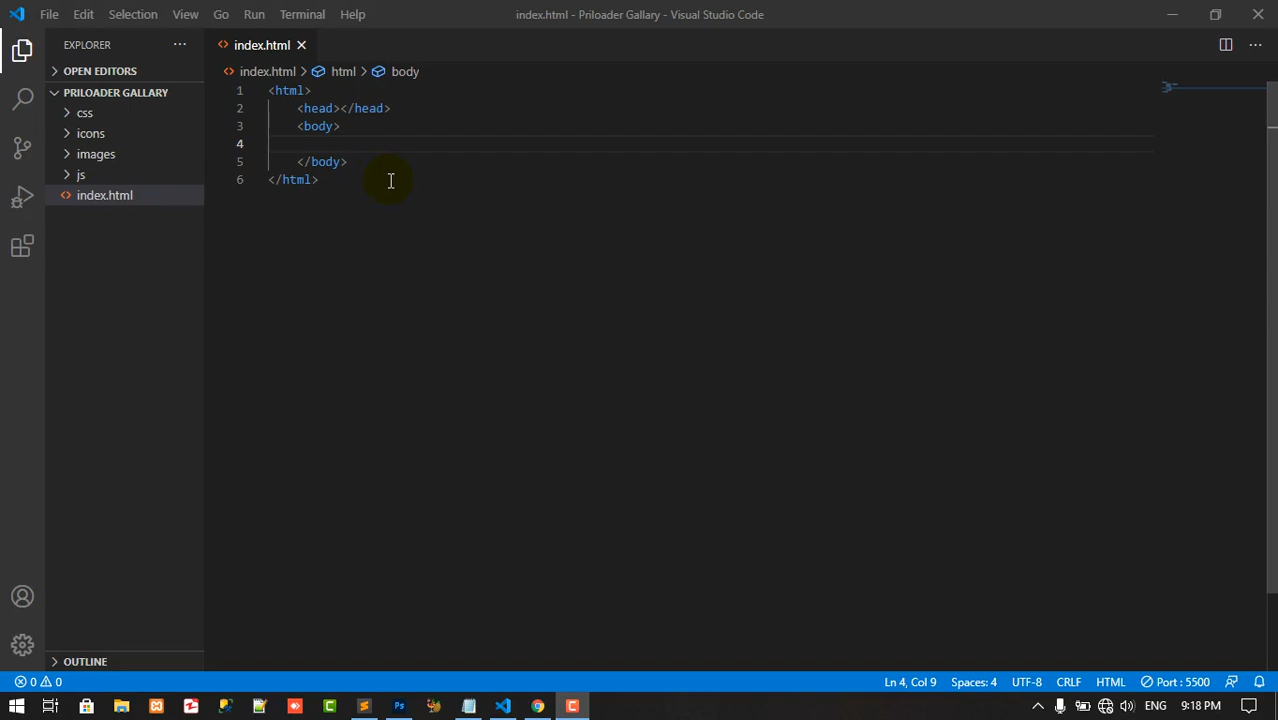 File Edit Selection View Go Run Terminal Help
index.html - Priloader Gallary - Visual Studio Code
EXPLORER
index.html
OPEN EDITORS
index.html > html > body
PRILOADER GALLARY
css
icons
images
js
index.html
1 <html>
2 <head></head>
3 <body>
4
5 </body>
6 </html>
OUTLINE
0 0
Ln 4, Col 9 Spaces: 4 UTF-8 CRLF HTML Port : 5500
ENG 9:18 PM